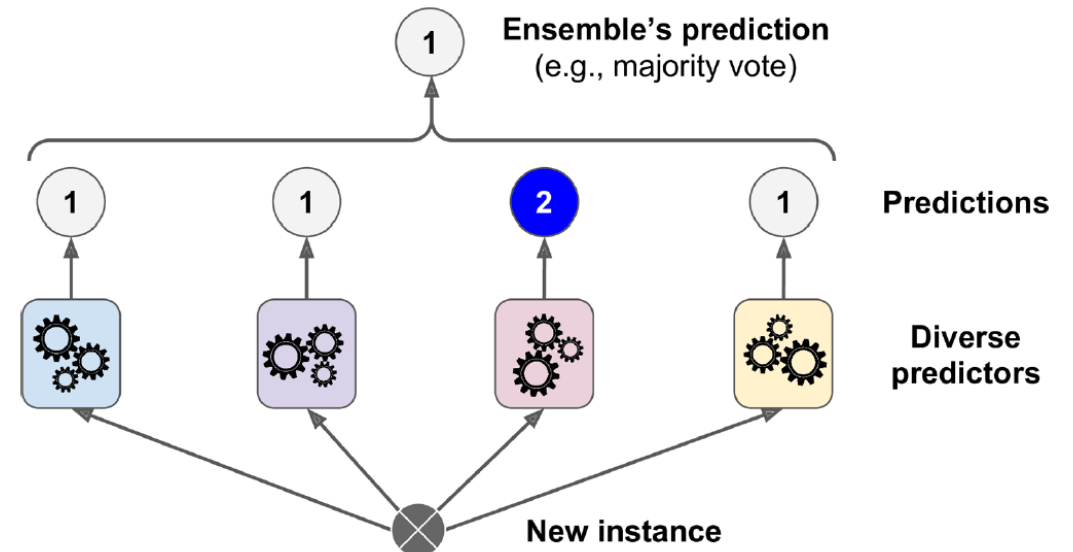 1
Ensemble's prediction
(e.g., majority vote)
1
1
2
1
Predictions
Diverse
predictors
New instance